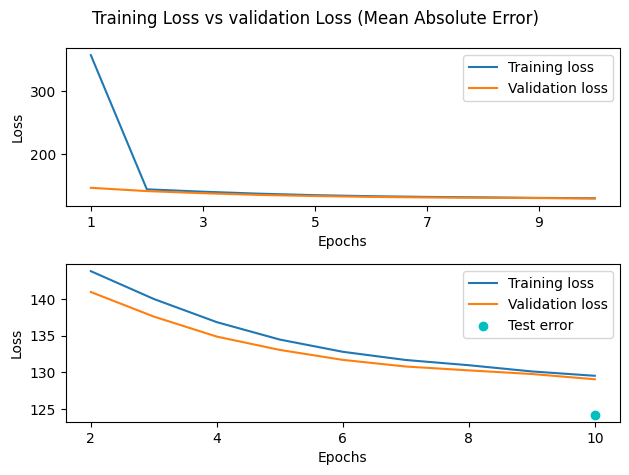 Training Loss vs validation Loss (Mean Absolute Error)
Training loss
Validation loss
300
200
Loss
1 3 5 7 9
Epochs
Training loss
Validation loss
Test error
140
135
130
125
Loss
2 4 6 8 10
Epochs